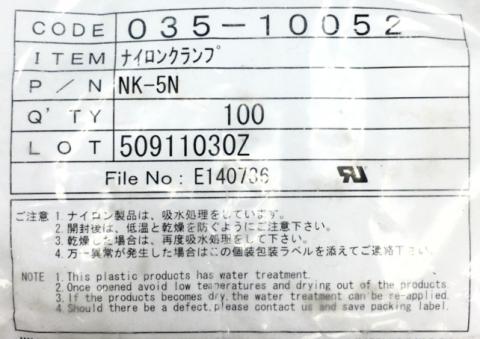 CODE 035-10052
ITEM ナイロンクランプ
P/N NK-5N
Q'TY 100
LOT 50911030Z
File No : E140736
ご注意 1. ナイロン製品は、吸水処理をしています。
2. 開封後は、低温と乾燥を防ぐようにご注意下さい。
3. 乾燥した場合は、再度吸水処理して下さい。
4. 万一異常が発生した場合はこの個装包装ラベルを添えてご連絡下さい。
NOTE 1. This plastic products has water treatment.
2. Once opened avoid low temperatures and drying out of the products.
3. If the products becomes dry, the water treatment can be re-applied.
4. Should there be a defect, please contact us and save packing label.